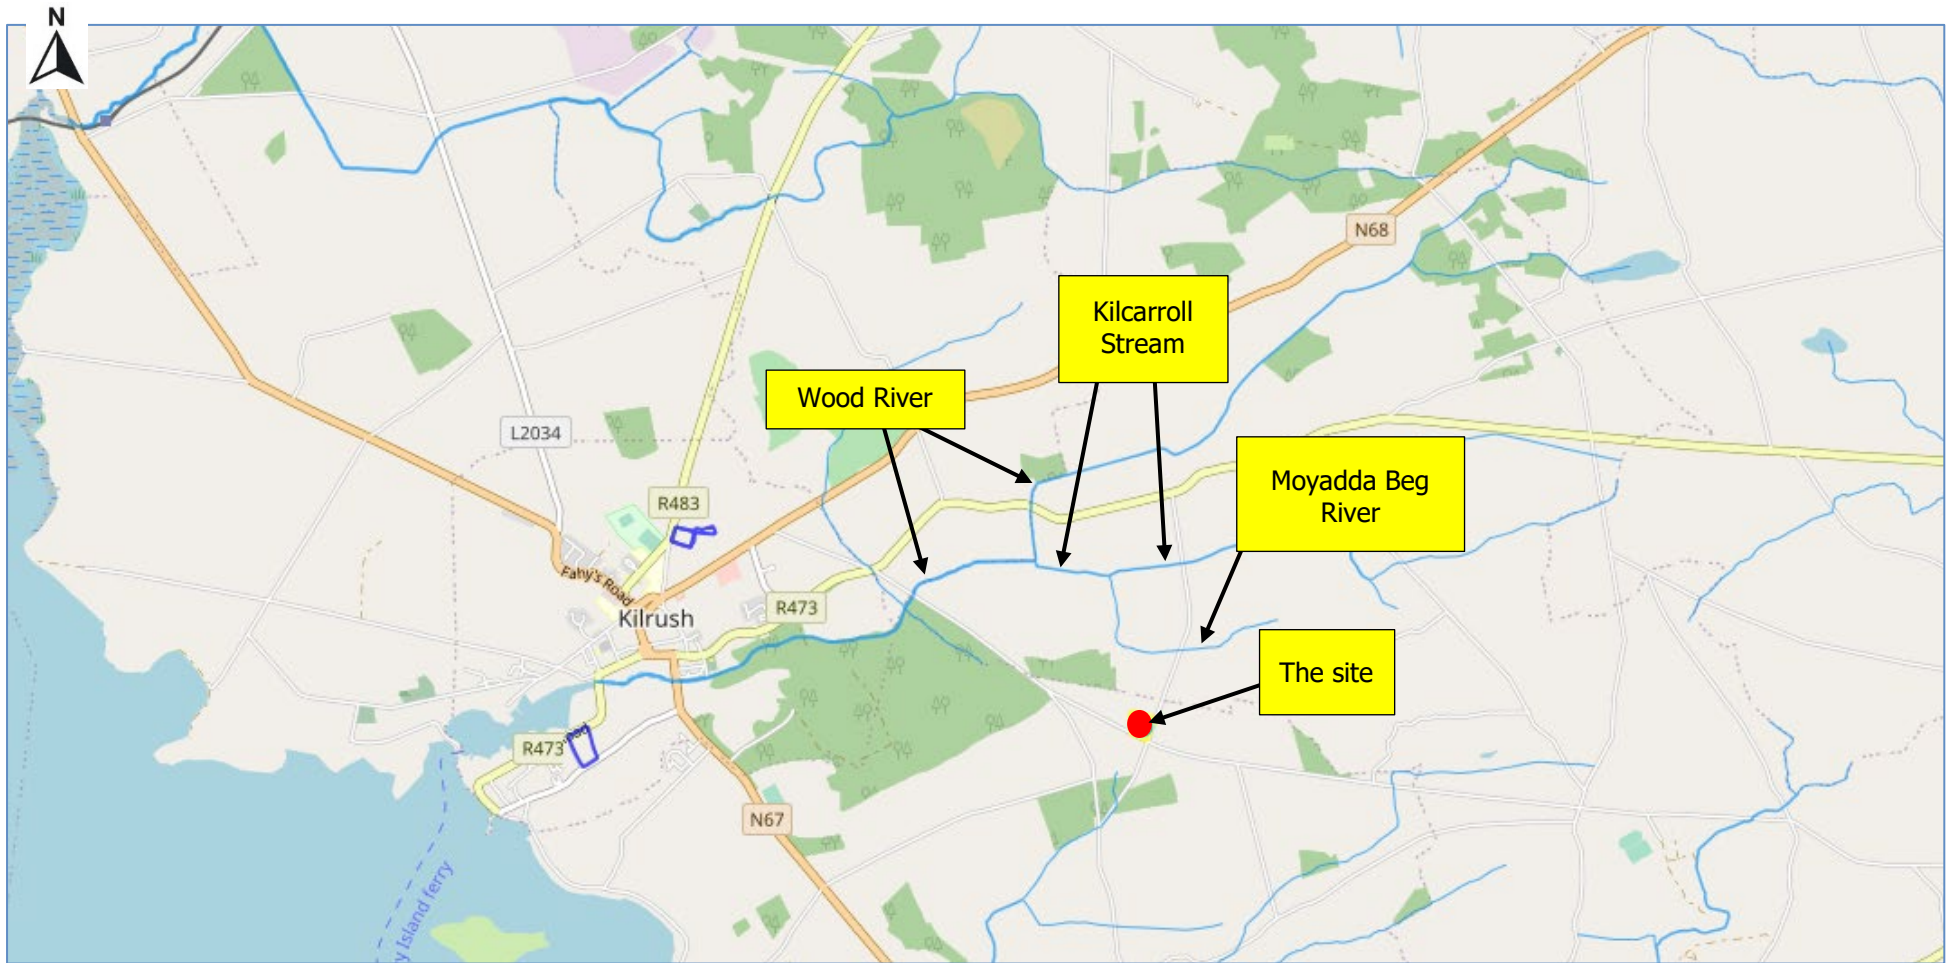 N
N68
Kilcarroll
Stream
Wood River
L2034
Moyadda Beg
River
R483
Fahy's Road
Kilrush
R473
The site
R473
N67
y Island ferry